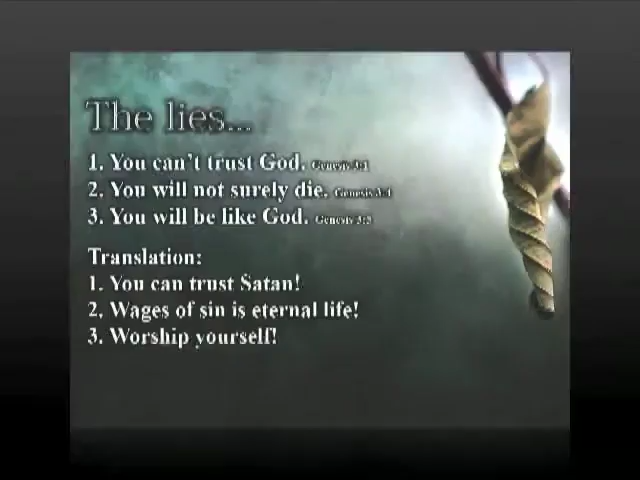 The lies...
1. You can't trust God. Genesis 3:1
2. You will not surely die. Genesis 3:4
3. You will be like God. Genesis 3:5
Translation:
1. You can trust Satan!
2. Wages of sin is eternal life!
3. Worship yourself!